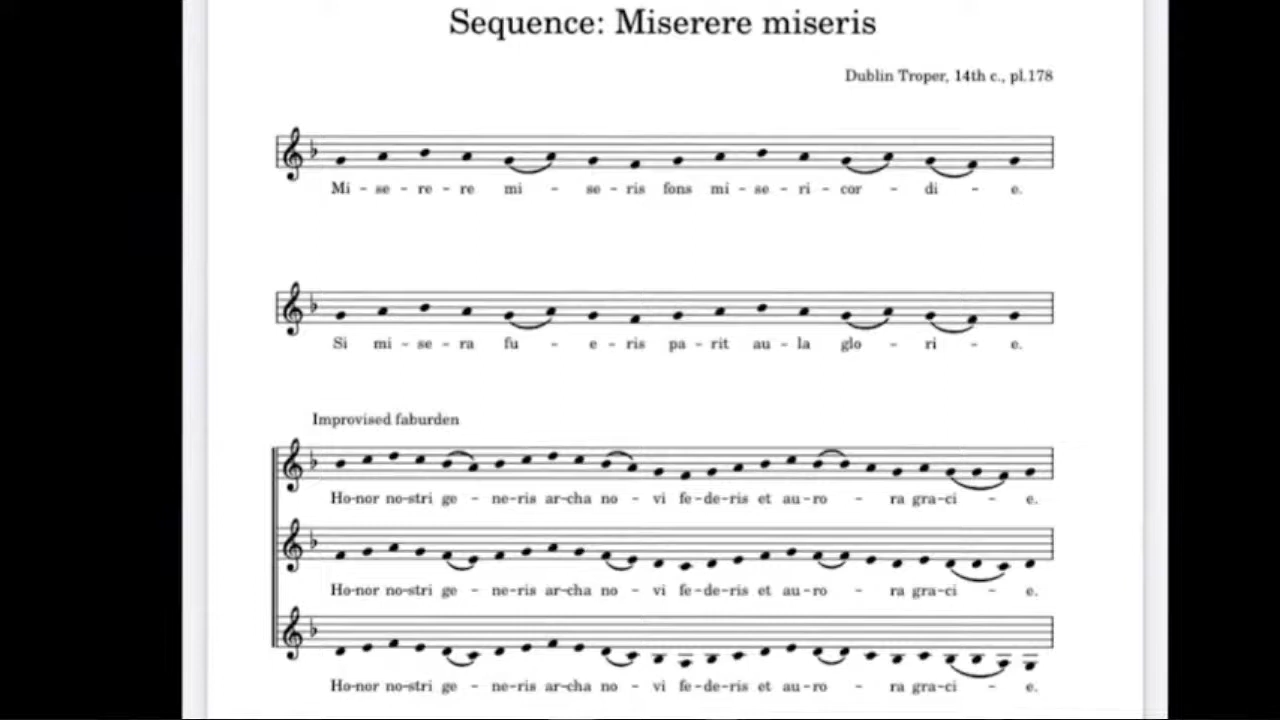 Sequence: Miserere miseris
Dublin Troper, 14th c., pl.178
Mi - se - re - re mi - se - ris fons mi - se - ri - cor - di - e.
Si mi - se - ra fu - e - ris pa - rit au - la glo - ri - e.
Improvised faburden
Ho-nor no-stri ge - ne-ris ar-cha no - vi fe-de-ris et au-ro - ra gra-ci - e.
Ho-nor no-stri ge - ne-ris ar-cha no - vi fe-de-ris et au-ro - ra gra-ci - e.
Ho-nor no-stri ge - ne-ris ar-cha no - vi fe-de-ris et au-ro - ra gra-ci - e.